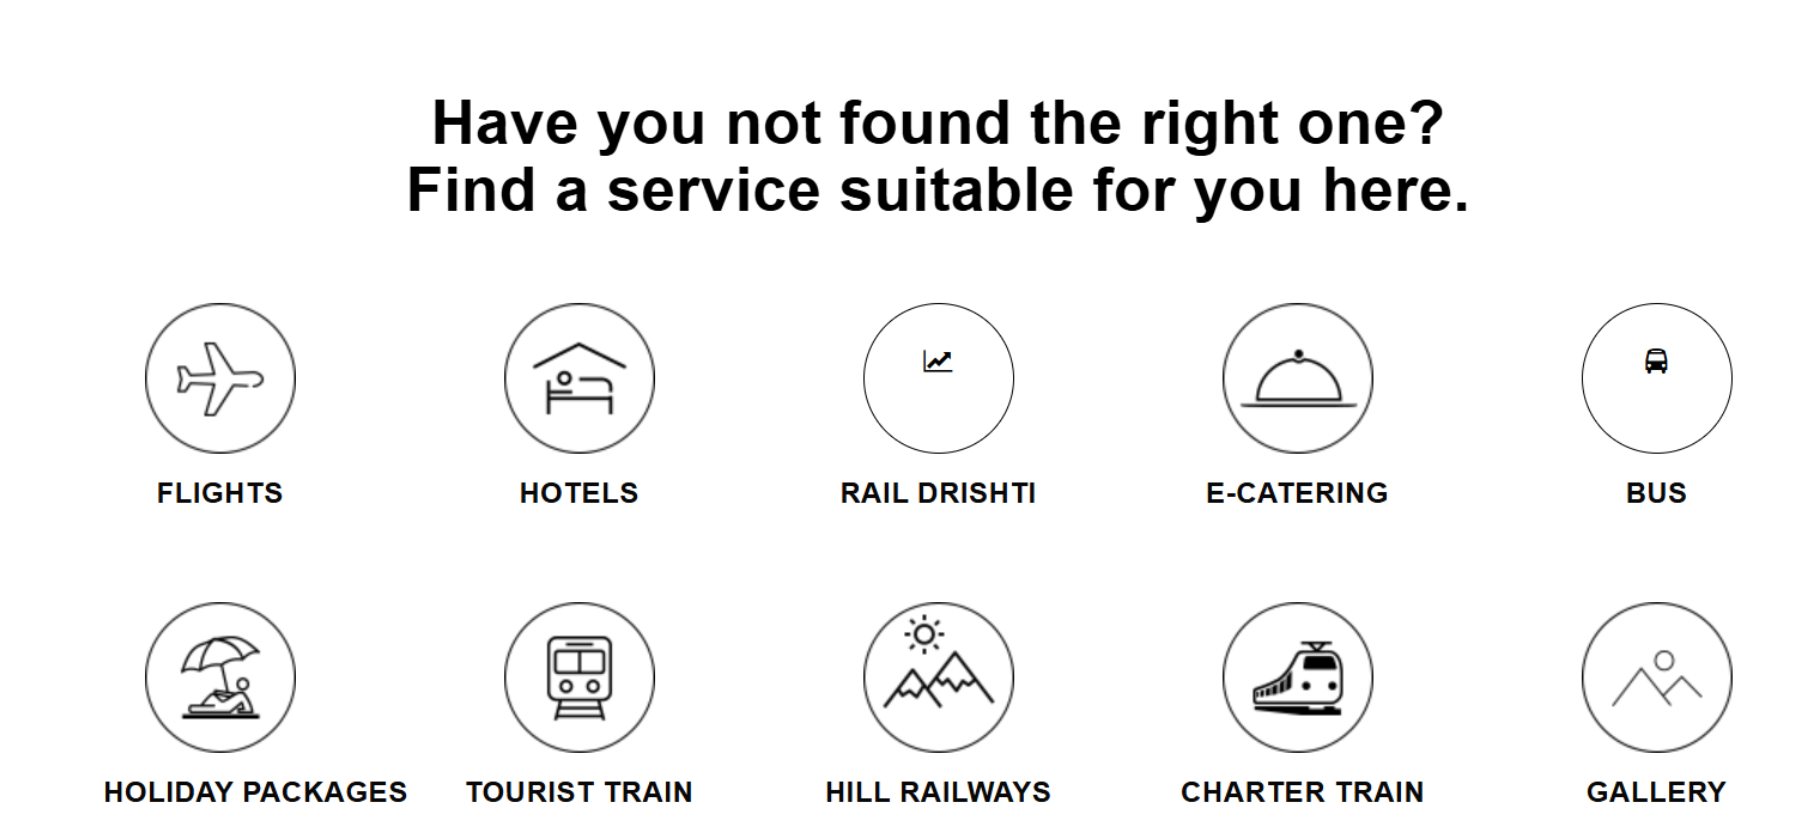 Have you not found the right one?
Find a service suitable for you here.
FLIGHTS
HOTELS
RAIL DRISHTI
E-CATERING
BUS
HOLIDAY PACKAGES
TOURIST TRAIN
HILL RAILWAYS
CHARTER TRAIN
GALLERY